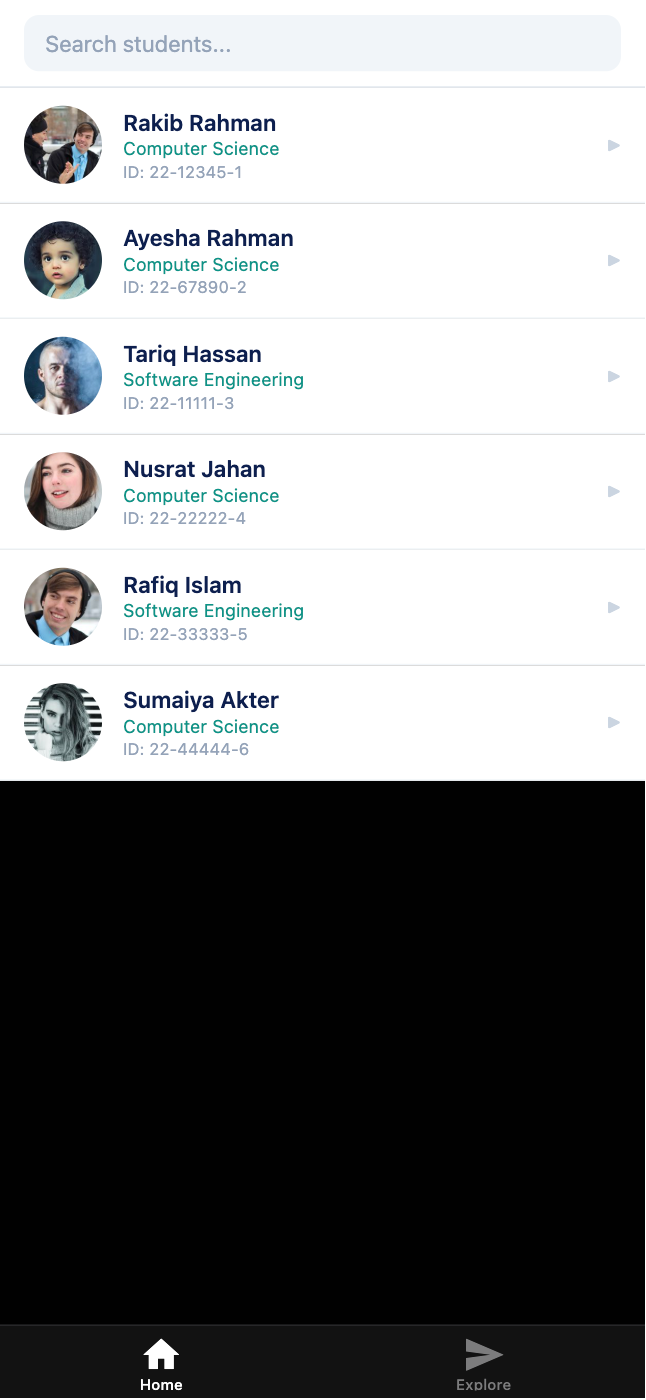 Search students...
Rakib Rahman
Computer Science
ID: 22-12345-1
Ayesha Rahman
Computer Science
ID: 22-67890-2
Tariq Hassan
Software Engineering
ID: 22-11111-3
Nusrat Jahan
Computer Science
ID: 22-22222-4
Rafiq Islam
Software Engineering
ID: 22-33333-5
Sumaiya Akter
Computer Science
ID: 22-44444-6
Home
Explore